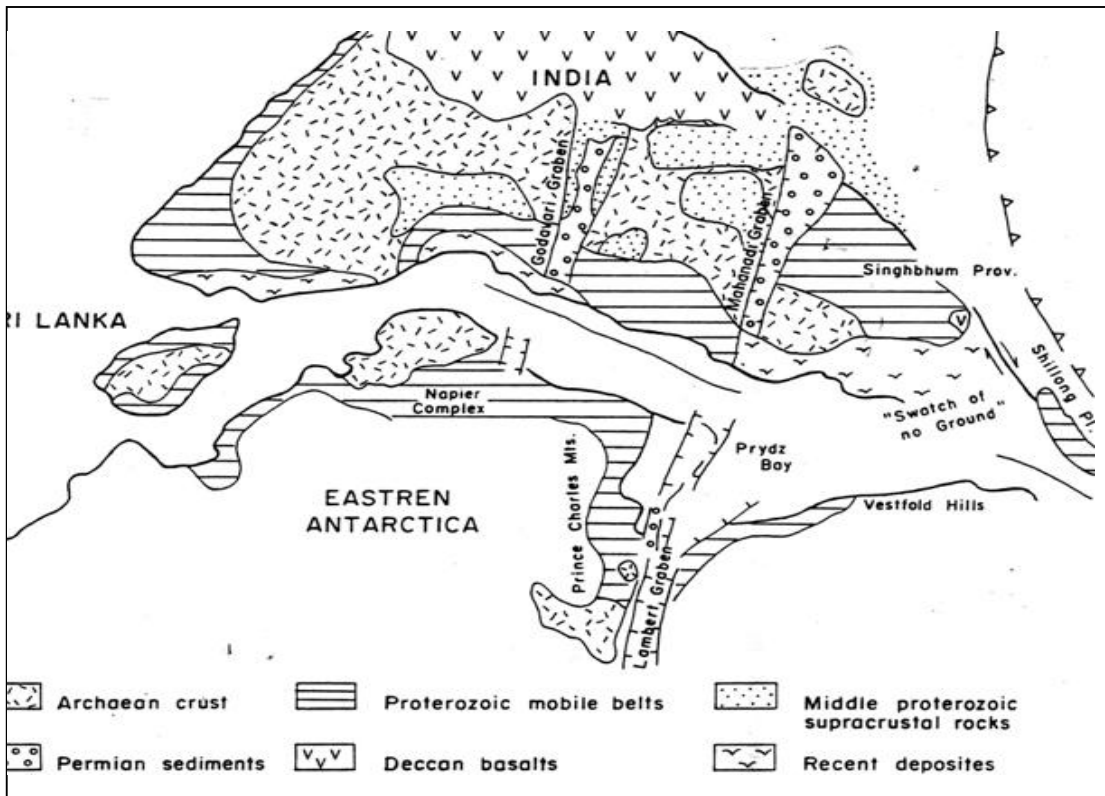 INDIA
Godavari Graben
Mahanadi Graben
Singhbhum Prov.
RI LANKA
Shillong Pl.
"Swatch of
no Ground"
Napier
Complex
Prydz
Bay
Prince Charles Mts.
EASTREN
ANTARCTICA
Vestfold Hills
Lambert Graben
Archaean crust
Proterozoic mobile belts
Middle proterozoic
supracrustal rocks
Permian sediments
Deccan basalts
Recent deposites